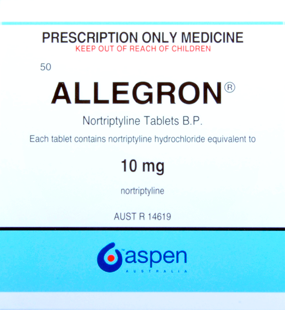 PRESCRIPTION ONLY MEDICINE
KEEP OUT OF REACH OF CHILDREN
50
ALLEGRON®
Nortriptyline Tablets B.P.
Each tablet contains nortriptyline hydrochloride equivalent to
10 mg
nortriptyline
AUST R 14619
aspen
AUSTRALIA